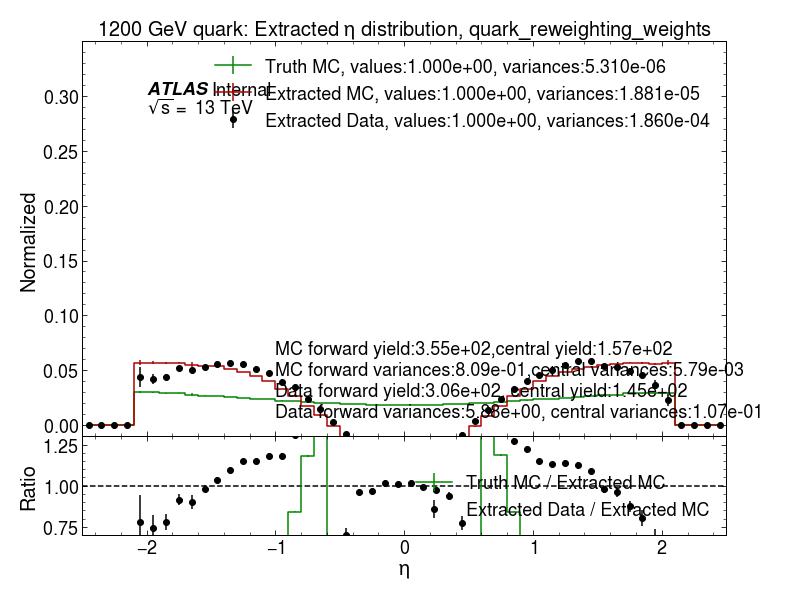 1200 GeV quark: Extracted η distribution, quark_reweighting_weights
Truth MC, values:1.000e+00, variances:5.310e-06
ATLAS Internal
Extracted MC, values:1.000e+00, variances:1.881e-05
√s = 13 TeV
Extracted Data, values:1.000e+00, variances:1.860e-04
0.30
0.25
0.20
0.15
0.10
0.05
0.00
Normalized
MC forward yield:3.55e+02,central yield:1.57e+02
MC forward variances:8.09e-01,central variances:5.79e-03
Data forward yield:3.06e+02, central yield:1.45e+02
Data forward variances:5.88e+00, central variances:1.07e-01
1.25
1.00
0.75
Ratio
Truth MC / Extracted MC
Extracted Data / Extracted MC
−2 −1 0 1 2
η